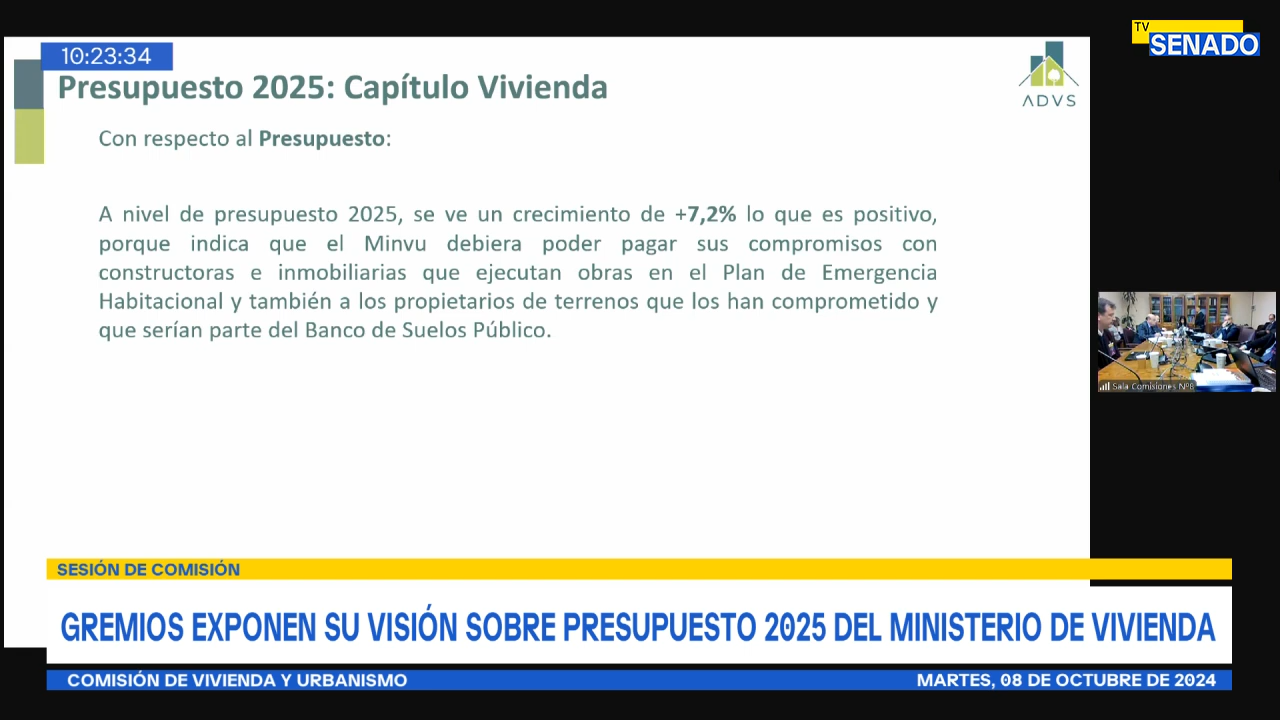 TV
SENADO
10:23:34
Presupuesto 2025: Capítulo Vivienda
ADVS
Con respecto al Presupuesto:
A nivel de presupuesto 2025, se ve un crecimiento de +7,2% lo que es positivo,
porque indica que el Minvu debiera poder pagar sus compromisos con
constructoras e inmobiliarias que ejecutan obras en el Plan de Emergencia
Habitacional y también a los propietarios de terrenos que los han comprometido y
que serían parte del Banco de Suelos Público.
Sala Comisiones Nº6
SESIÓN DE COMISIÓN
GREMIOS EXPONEN SU VISIÓN SOBRE PRESUPUESTO 2025 DEL MINISTERIO DE VIVIENDA
COMISIÓN DE VIVIENDA Y URBANISMO
MARTES, 08 DE OCTUBRE DE 2024